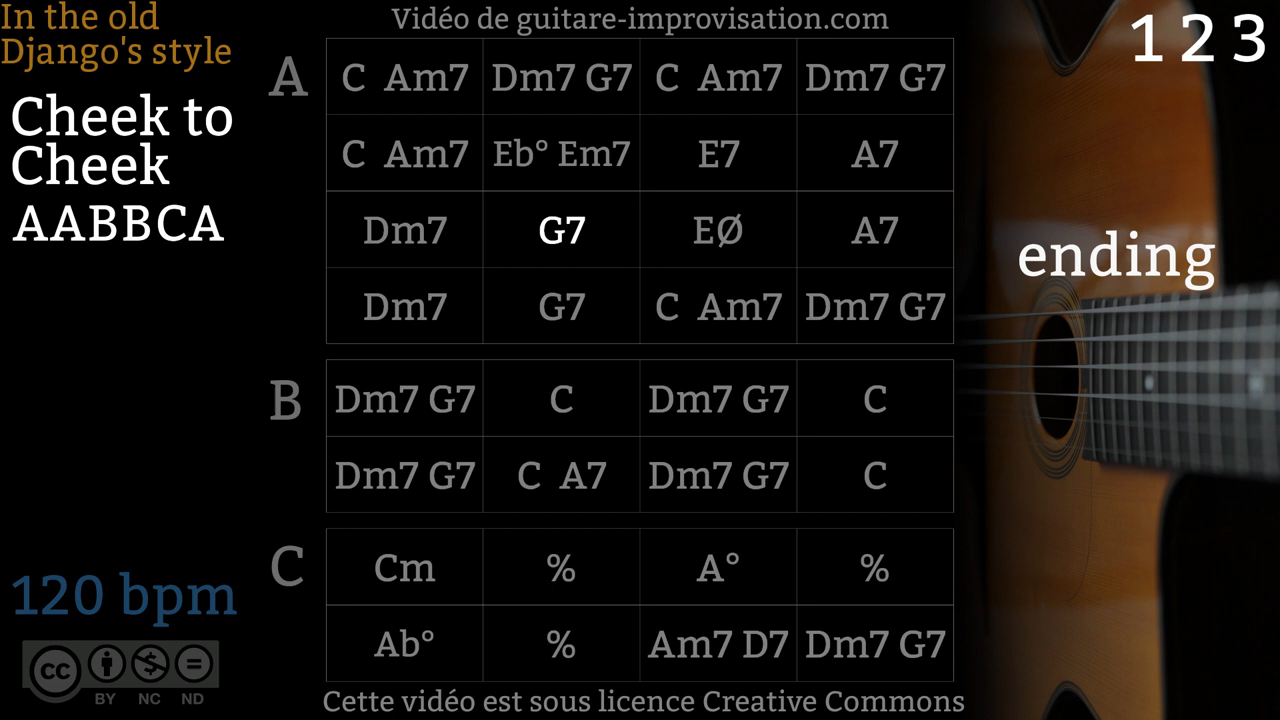 In the old
Django's style
Vidéo de guitare-improvisation.com
1 2 3
Cheek to
Cheek
AABBCA
A
C Am7 Dm7 G7 C Am7 Dm7 G7
C Am7 Eb° Em7 E7 A7
Dm7 G7 EØ A7
Dm7 G7 C Am7 Dm7 G7
ending
B
Dm7 G7 C Dm7 G7 C
Dm7 G7 C A7 Dm7 G7 C
C
Cm % A° %
Ab° % Am7 D7 Dm7 G7
120 bpm
cc
BY NC ND
Cette vidéo est sous licence Creative Commons